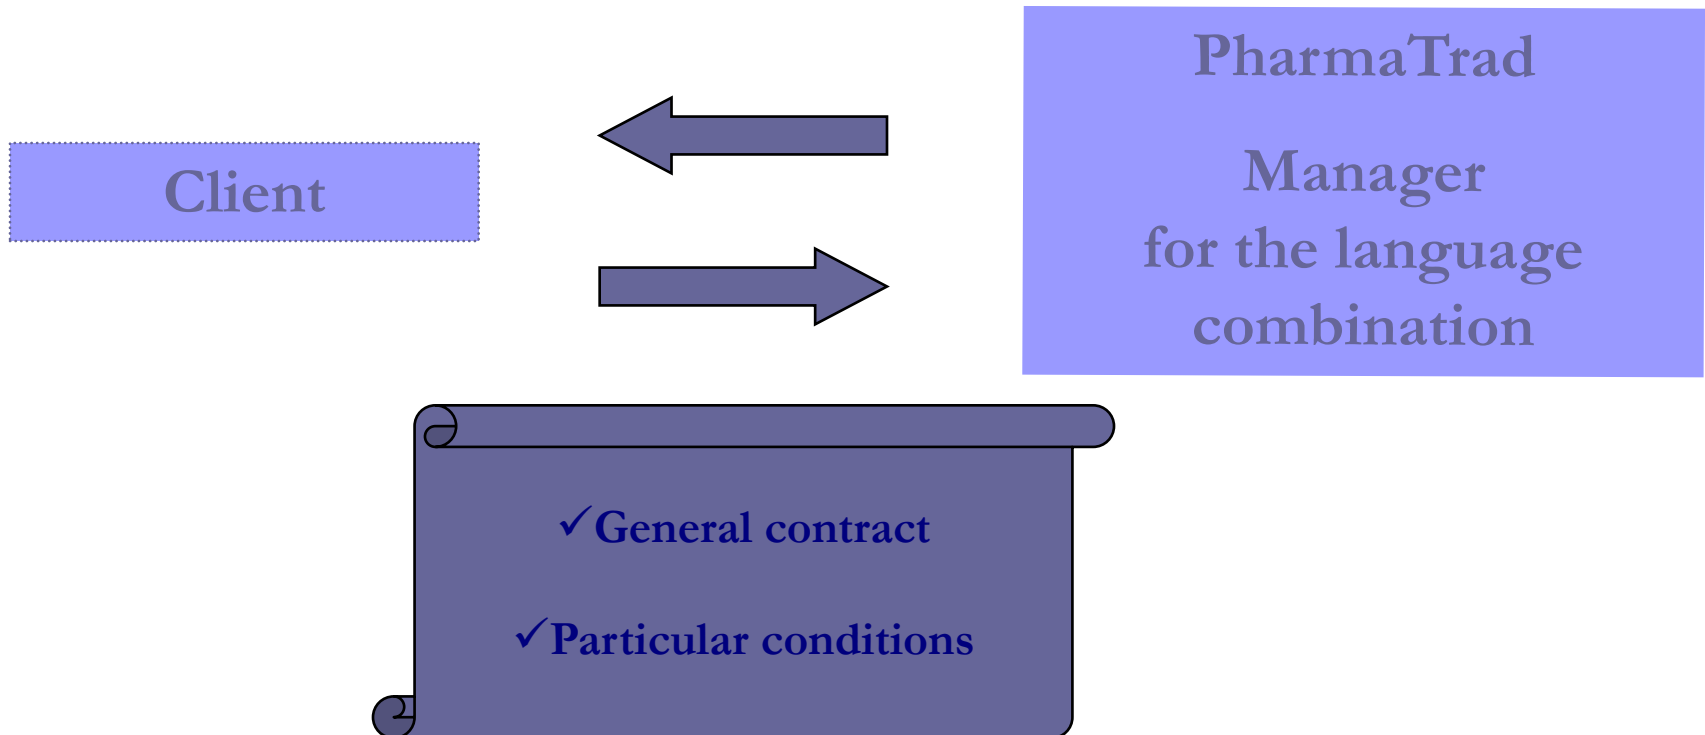 PharmaTrad
Client
Manager
for the language
combination
✓General contract
✓Particular conditions